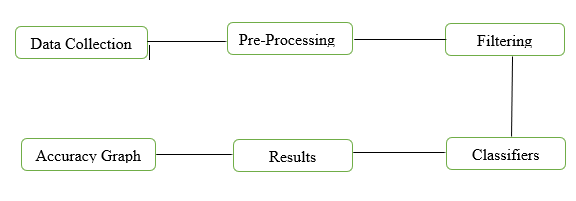 Data Collection
Pre-Processing
Filtering
Classifiers
Results
Accuracy Graph